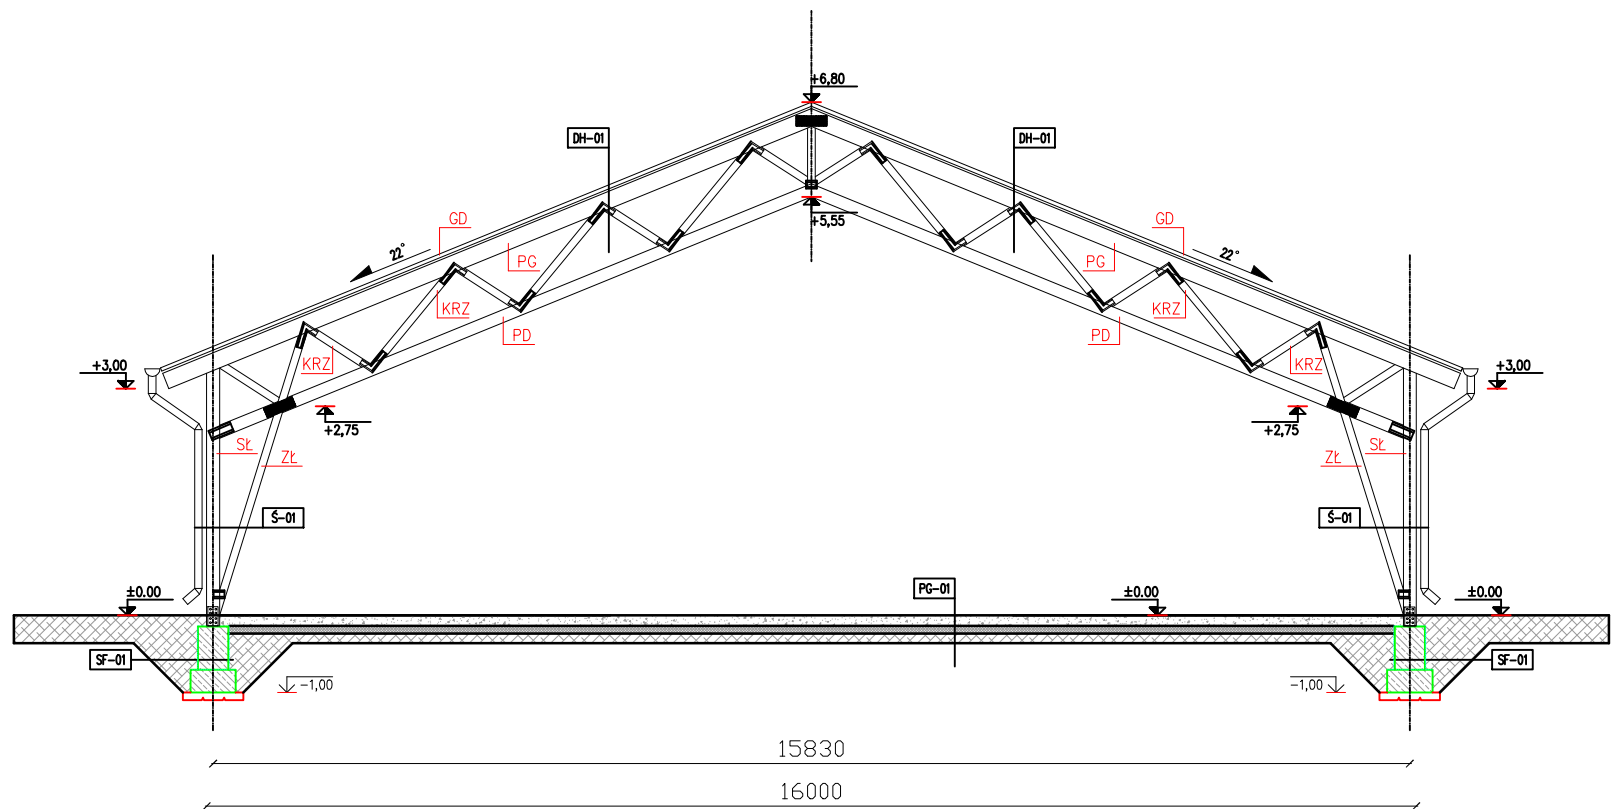 +6,80
DH-01
DH-01
+5,55
GD
GD
22°
22°
PG
PG
KRZ
KRZ
PD
PD
+3,00
+3,00
KRZ
KRZ
+2,75
+2,75
SŁ
SŁ
ZŁ
ZŁ
Ś-01
Ś-01
±0.00
PG-01
±0.00
±0.00
SF-01
SF-01
-1,00
-1,00
15830
16000